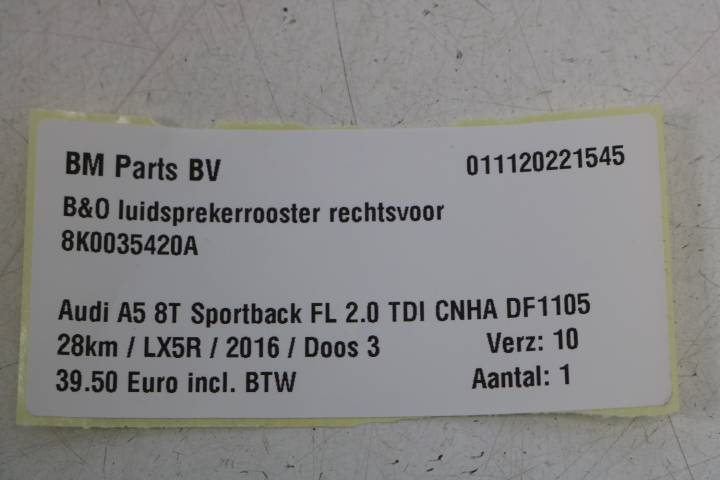 BM Parts BV 011120221545
B&O luidsprekerrooster rechtsvoor
8K0035420A
Audi A5 8T Sportback FL 2.0 TDI CNHA DF1105
28km / LX5R / 2016 / Doos 3 Verz: 10
39.50 Euro incl. BTW Aantal: 1